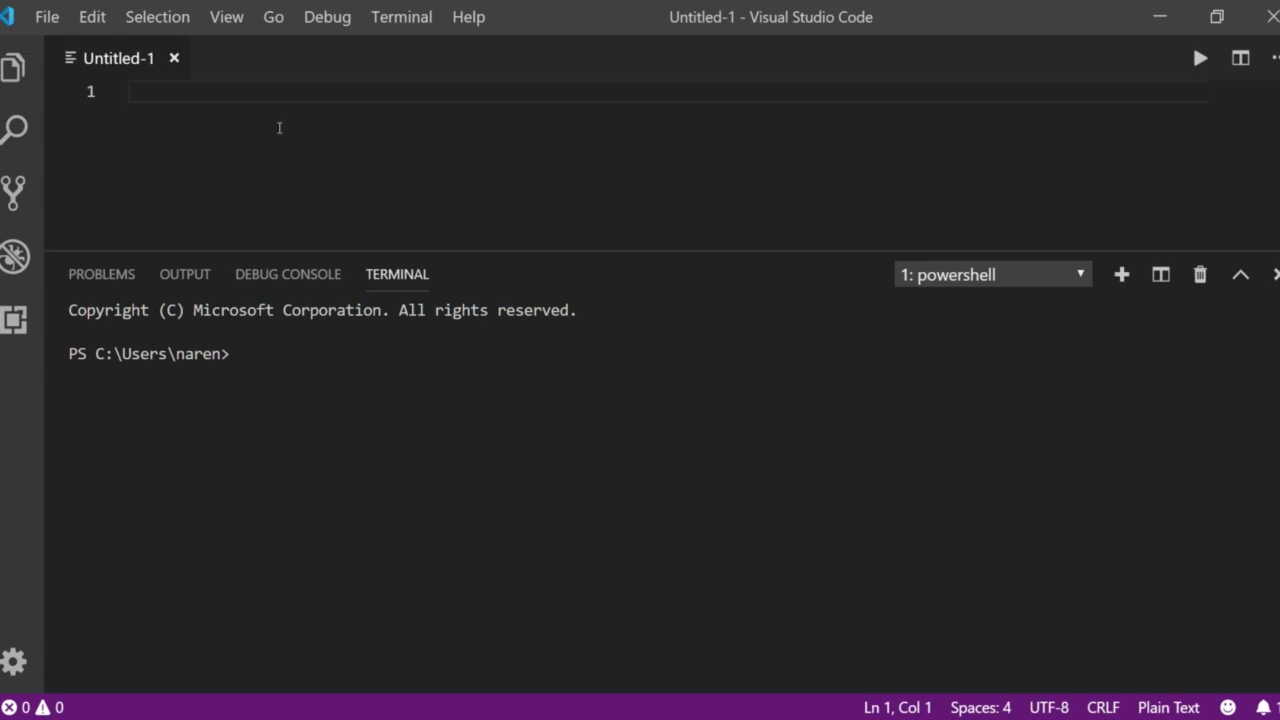 File Edit Selection View Go Debug Terminal Help Untitled-1 - Visual Studio Code
Untitled-1
1
PROBLEMS OUTPUT DEBUG CONSOLE TERMINAL 1: powershell
Copyright (C) Microsoft Corporation. All rights reserved.
PS C:\Users\naren>
0 0 Ln 1, Col 1 Spaces: 4 UTF-8 CRLF Plain Text